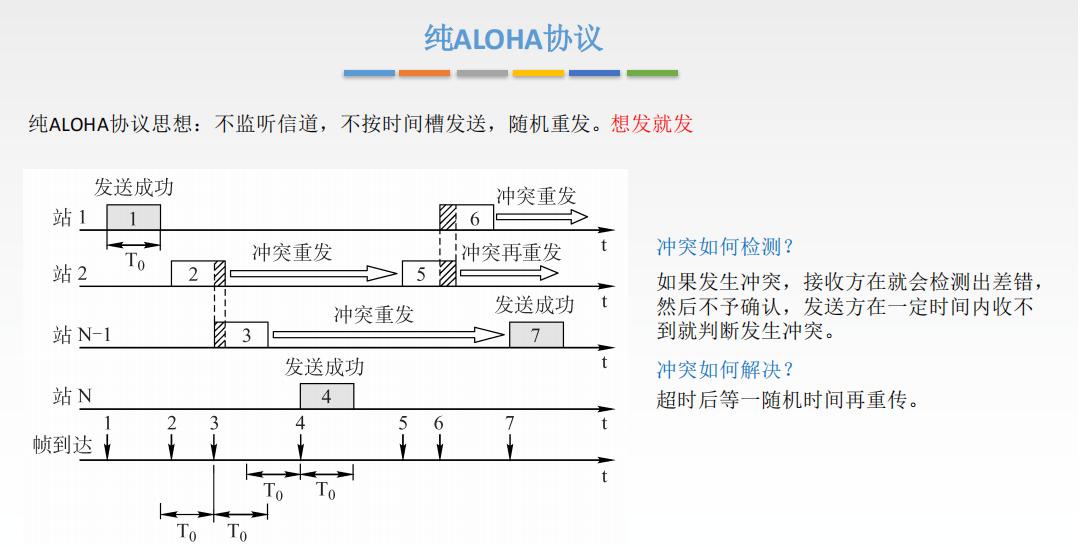 纯ALOHA协议
纯ALOHA协议思想：不监听信道，不按时间槽发送，随机重发。想发就发
发送成功
站 1
1
T0
6
冲突重发
t
站 2
2
冲突重发
5
冲突再重发
t
站 N-1
3
冲突重发
发送成功
7
t
站 N
发送成功
4
t
帧到达
1 2 3 4 5 6 7
t
T0 T0
T0 T0
冲突如何检测？
如果发生冲突，接收方在就会检测出差错，
然后不予确认，发送方在一定时间内收不
到就判断发生冲突。
冲突如何解决？
超时后等一随机时间再重传。